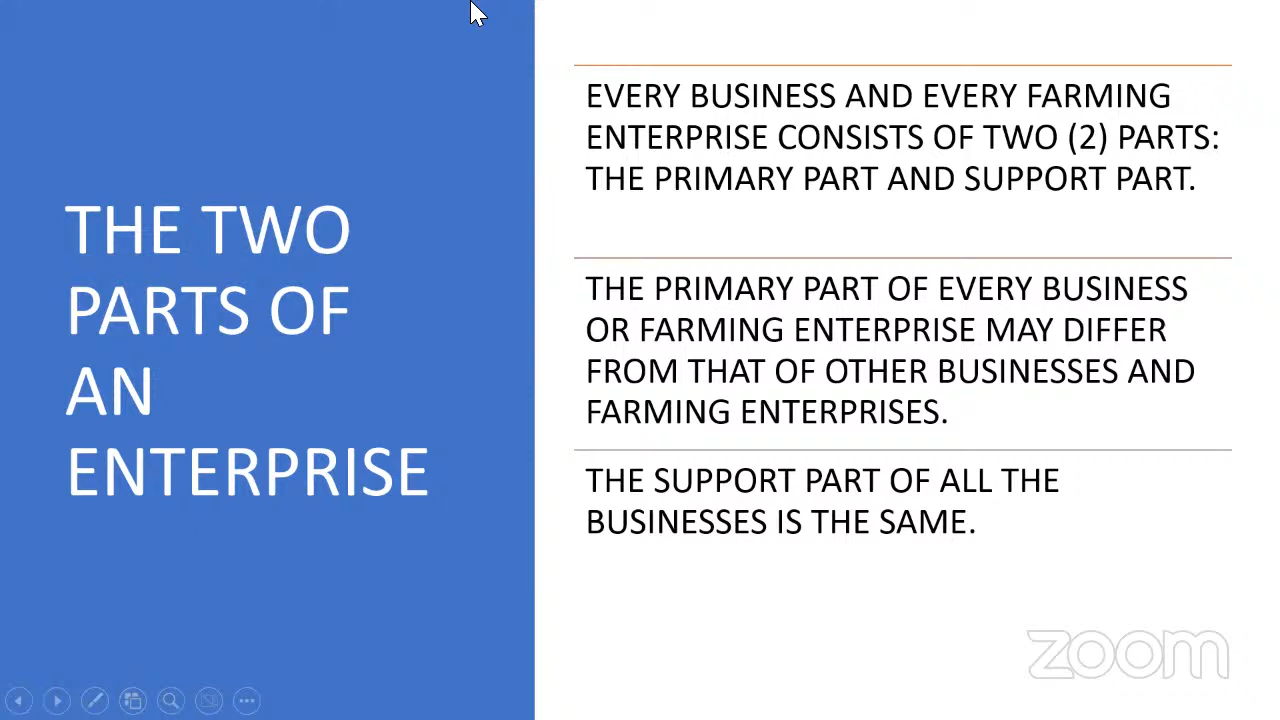 THE TWO
PARTS OF
AN
ENTERPRISE
EVERY BUSINESS AND EVERY FARMING
ENTERPRISE CONSISTS OF TWO (2) PARTS:
THE PRIMARY PART AND SUPPORT PART.
THE PRIMARY PART OF EVERY BUSINESS
OR FARMING ENTERPRISE MAY DIFFER
FROM THAT OF OTHER BUSINESSES AND
FARMING ENTERPRISES.
THE SUPPORT PART OF ALL THE
BUSINESSES IS THE SAME.
zoom